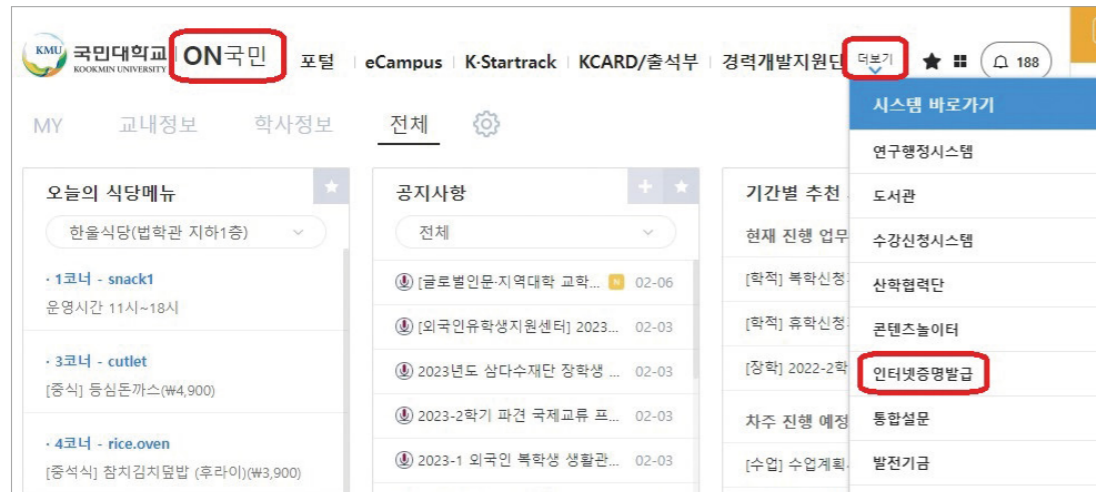 KMU 국민대학교 ON국민 포털 eCampus K-Startrack KCARD/출석부 경력개발지원단 더보기 188
KOOKMIN UNIVERSITY
MY 교내정보 학사정보 전체
오늘의 식당메뉴
한울식당(법학관 지하1층)
· 1코너 - snack1
운영시간 11시~18시
· 3코너 - cutlet
[중식] 등심돈까스(₩4,900)
· 4코너 - rice.oven
[중석식] 참치김치덮밥 (후라이)(₩3,900)
공지사항
전체
[글로벌인문·지역대학 교학... N 02-06
[외국인유학생지원센터] 2023... 02-03
2023년도 삼다수재단 장학생 ... 02-03
2023-2학기 파견 국제교류 프... 02-03
2023-1 외국인 복학생 생활관... 02-03
기간별 추천
현재 진행 업무
[학적] 복학신청
[학적] 휴학신청
[장학] 2022-2학
차주 진행 예정
[수업] 수업계획
시스템 바로가기
연구행정시스템
도서관
수강신청시스템
산학협력단
콘텐츠놀이터
인터넷증명발급
통합설문
발전기금